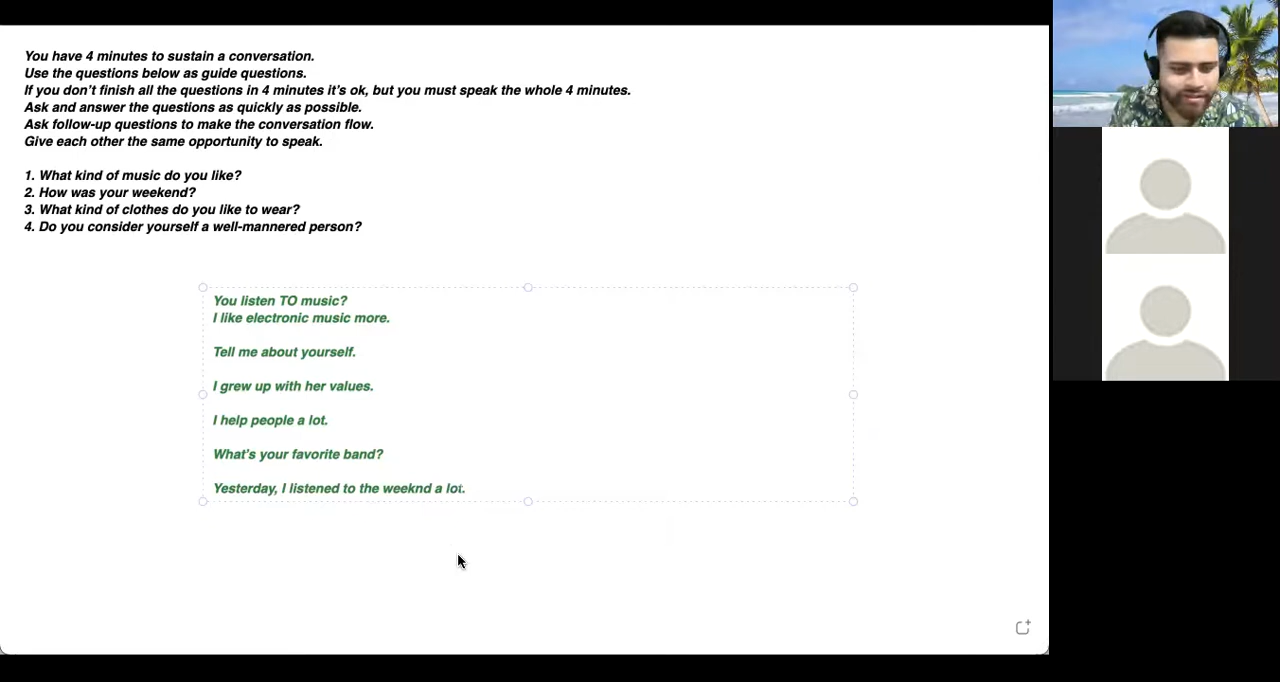 You have 4 minutes to sustain a conversation.
Use the questions below as guide questions.
If you don't finish all the questions in 4 minutes it's ok, but you must speak the whole 4 minutes.
Ask and answer the questions as quickly as possible.
Ask follow-up questions to make the conversation flow.
Give each other the same opportunity to speak.
1. What kind of music do you like?
2. How was your weekend?
3. What kind of clothes do you like to wear?
4. Do you consider yourself a well-mannered person?
You listen TO music?
I like electronic music more.
Tell me about yourself.
I grew up with her values.
I help people a lot.
What's your favorite band?
Yesterday, I listened to the weeknd a lot.